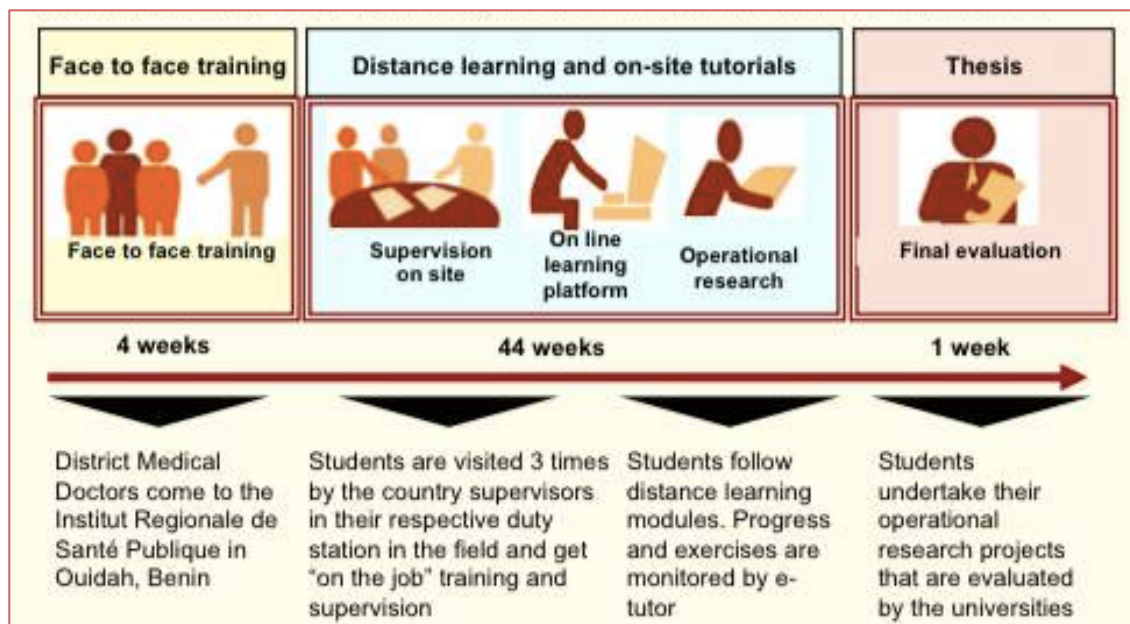 Face to face training
Distance learning and on-site tutorials
Thesis
Face to face training
Supervision
on site
On line
learning
platform
Operational
research
Final evaluation
4 weeks
44 weeks
1 week
District Medical
Doctors come to the
Institut Regionale de
Santé Publique in
Ouidah, Benin
Students are visited 3 times
by the country supervisors
in their respective duty
station in the field and get
“on the job” training and
supervision
Students follow
distance learning
modules. Progress
and exercises are
monitored by e-
tutor
Students
undertake their
operational
research projects
that are evaluated
by the universities